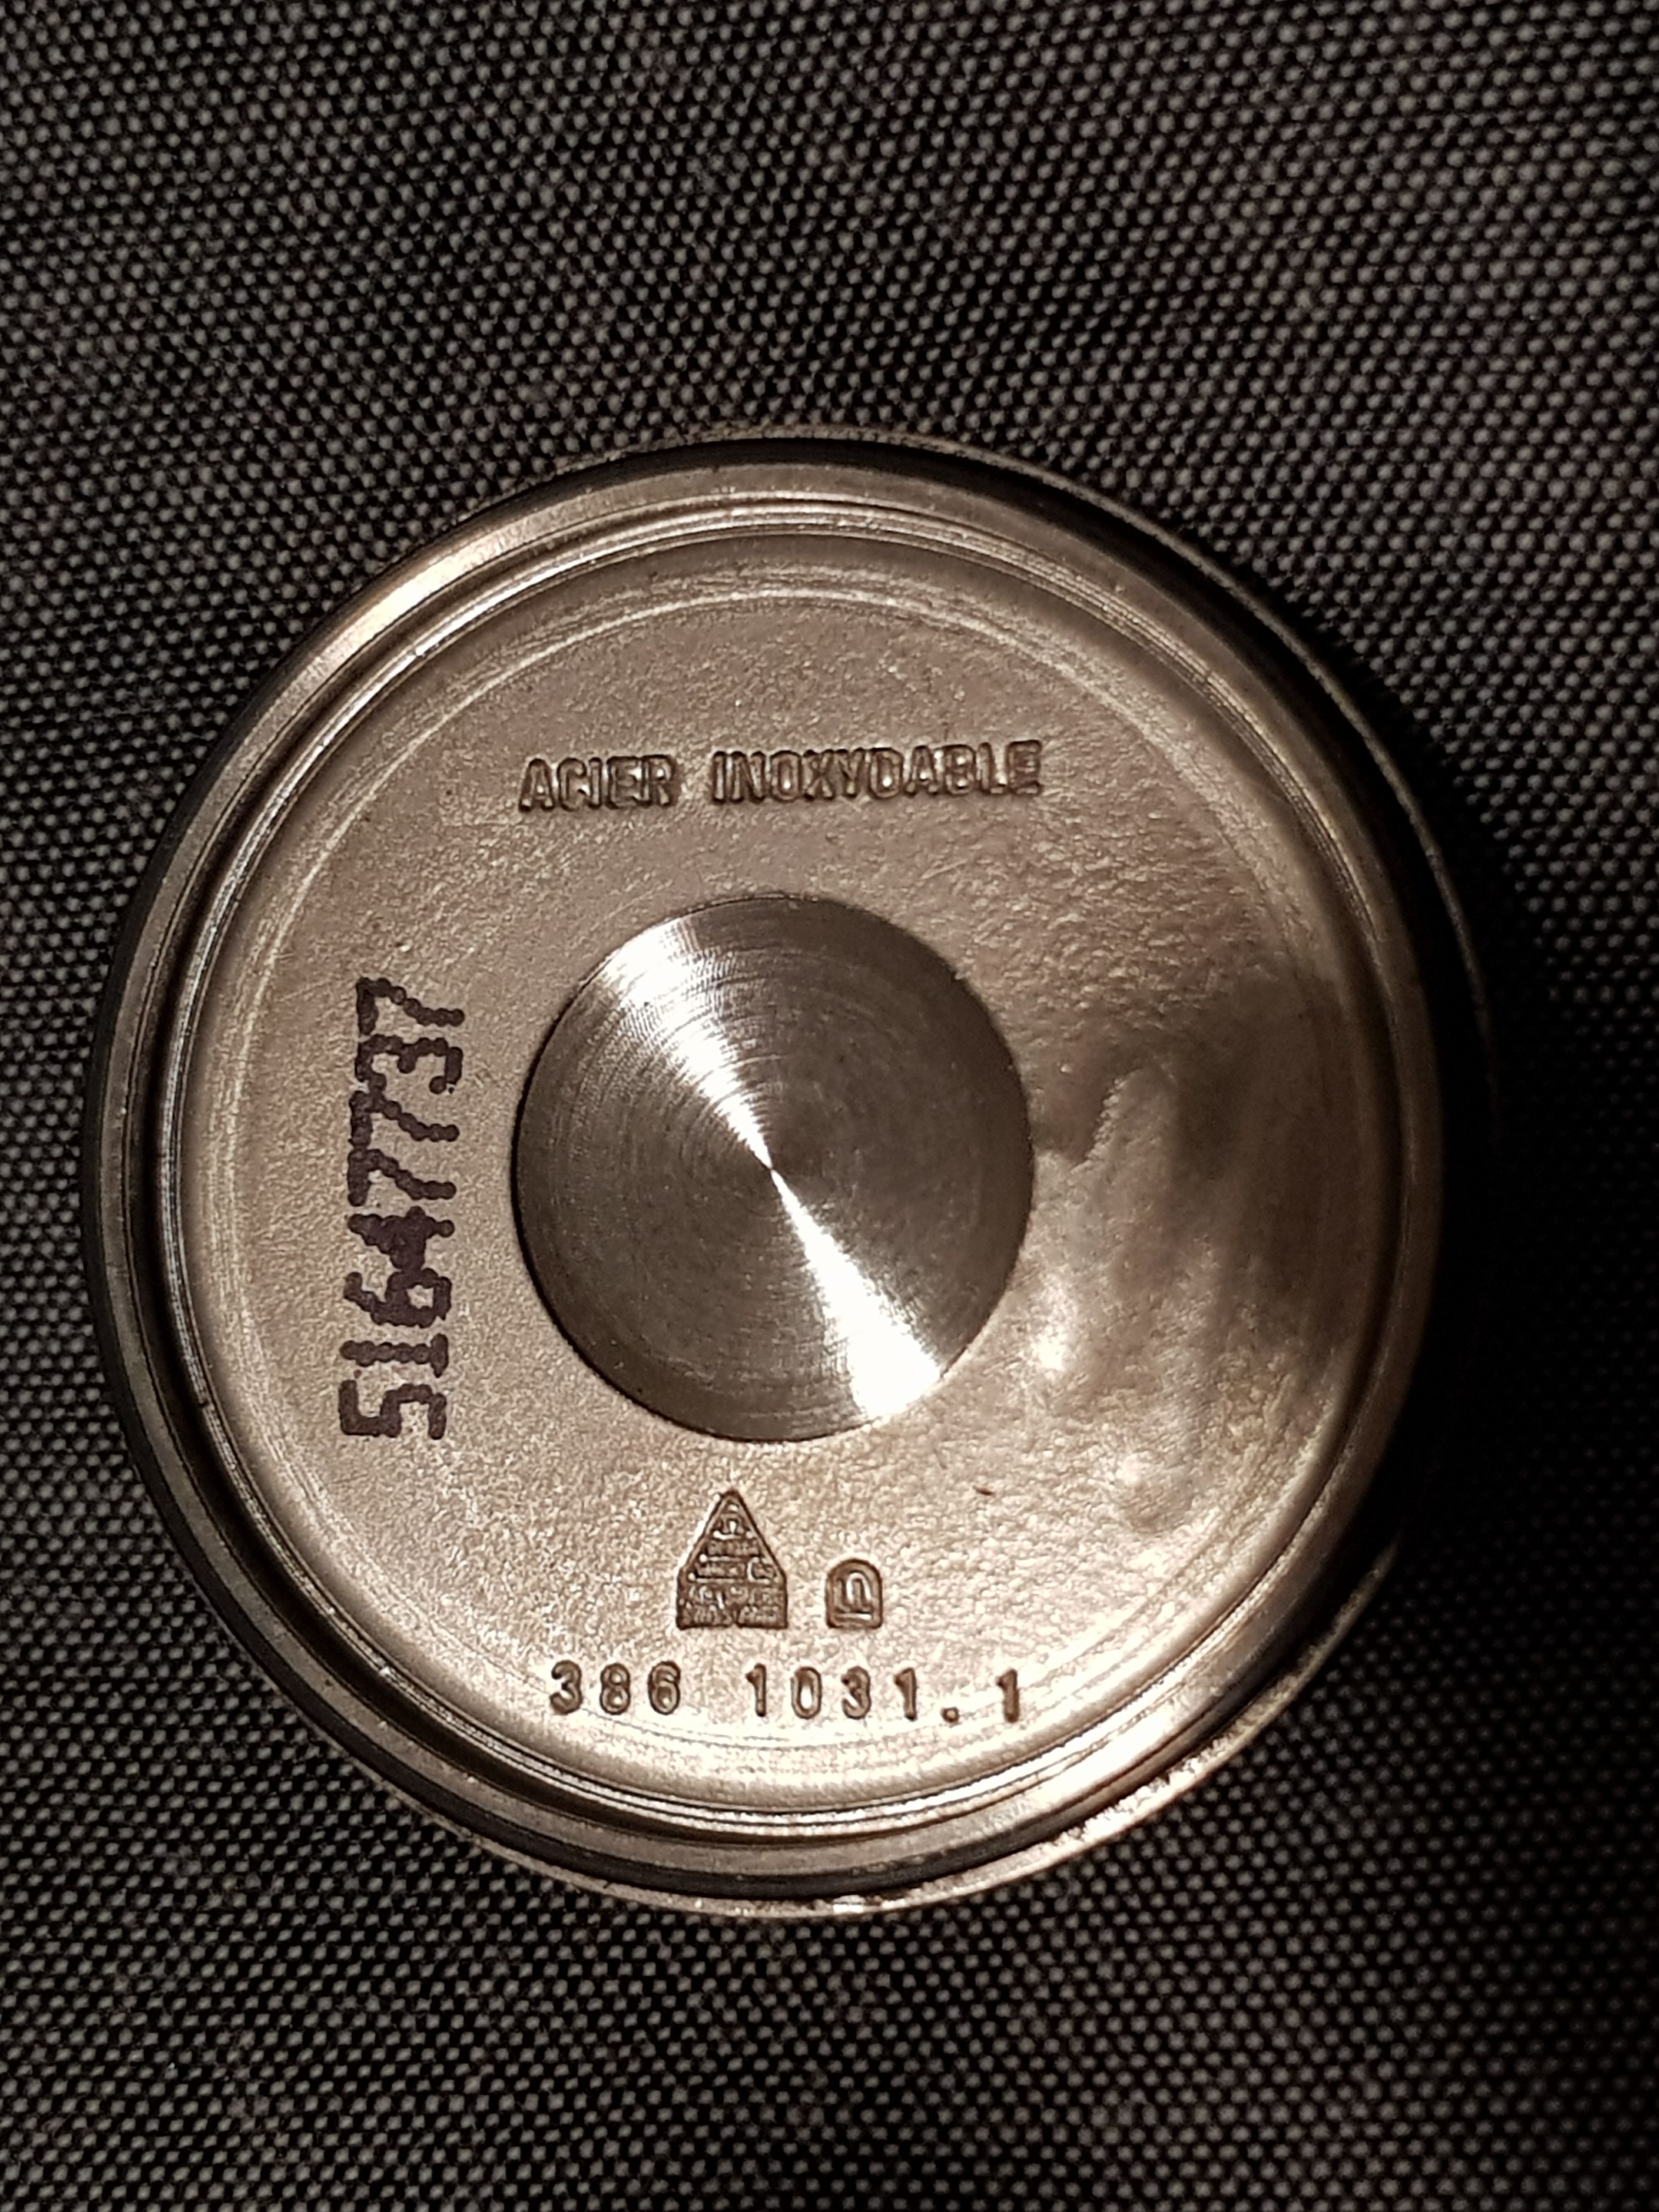 ACIER INOXYDABLE
51647737
386 1031.1